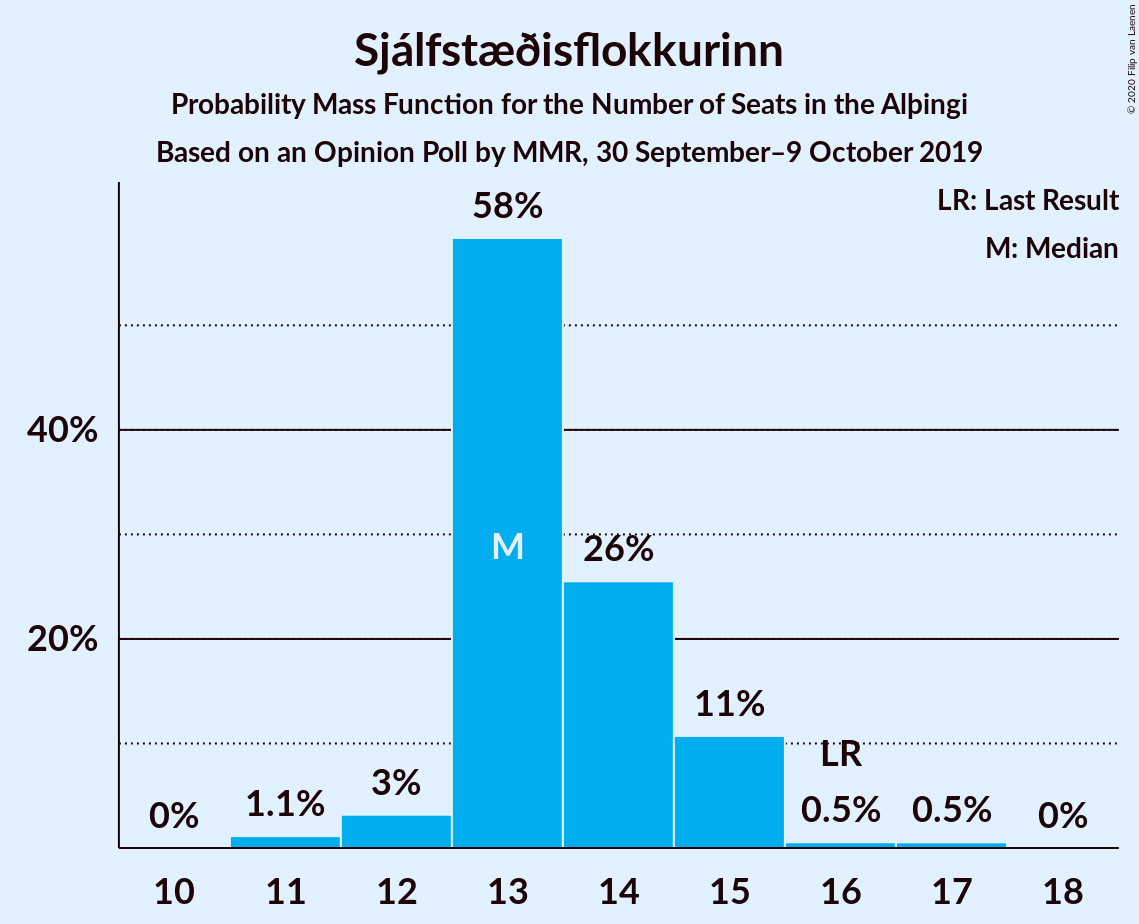 Sjálfstæðisflokkurinn
Probability Mass Function for the Number of Seats in the Alþingi
Based on an Opinion Poll by MMR, 30 September–9 October 2019
© 2020 Filip van Laenen
LR: Last Result
M: Median
58%
40%
M
26%
20%
11%
LR
3%
1.1%
0%
0.5%
0.5%
0%
10 11 12 13 14 15 16 17 18